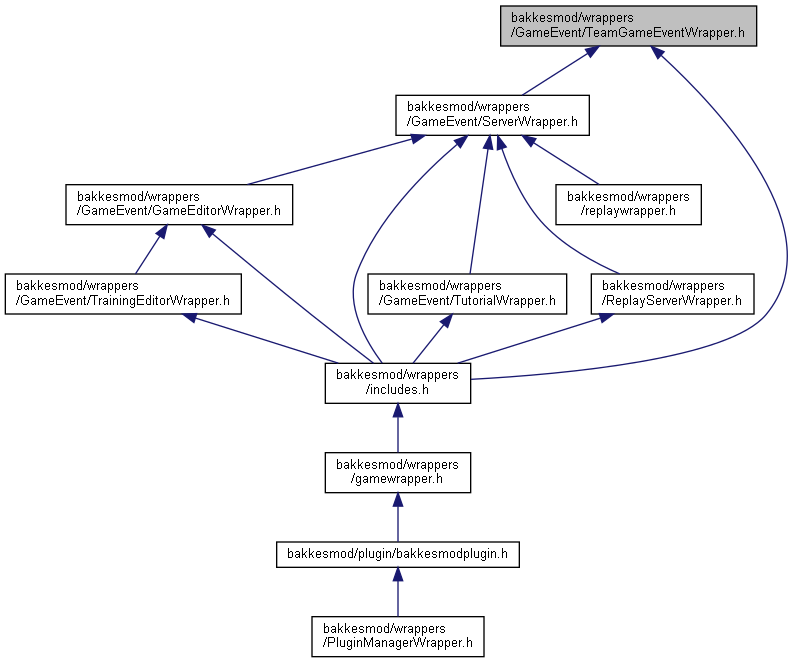 bakkesmod/wrappers
/GameEvent/TeamGameEventWrapper.h
bakkesmod/wrappers
/GameEvent/ServerWrapper.h
bakkesmod/wrappers
/GameEvent/GameEditorWrapper.h
bakkesmod/wrappers
/replaywrapper.h
bakkesmod/wrappers
/GameEvent/TrainingEditorWrapper.h
bakkesmod/wrappers
/GameEvent/TutorialWrapper.h
bakkesmod/wrappers
/ReplayServerWrapper.h
bakkesmod/wrappers
/includes.h
bakkesmod/wrappers
/gamewrapper.h
bakkesmod/plugin/bakkesmodplugin.h
bakkesmod/wrappers
/PluginManagerWrapper.h